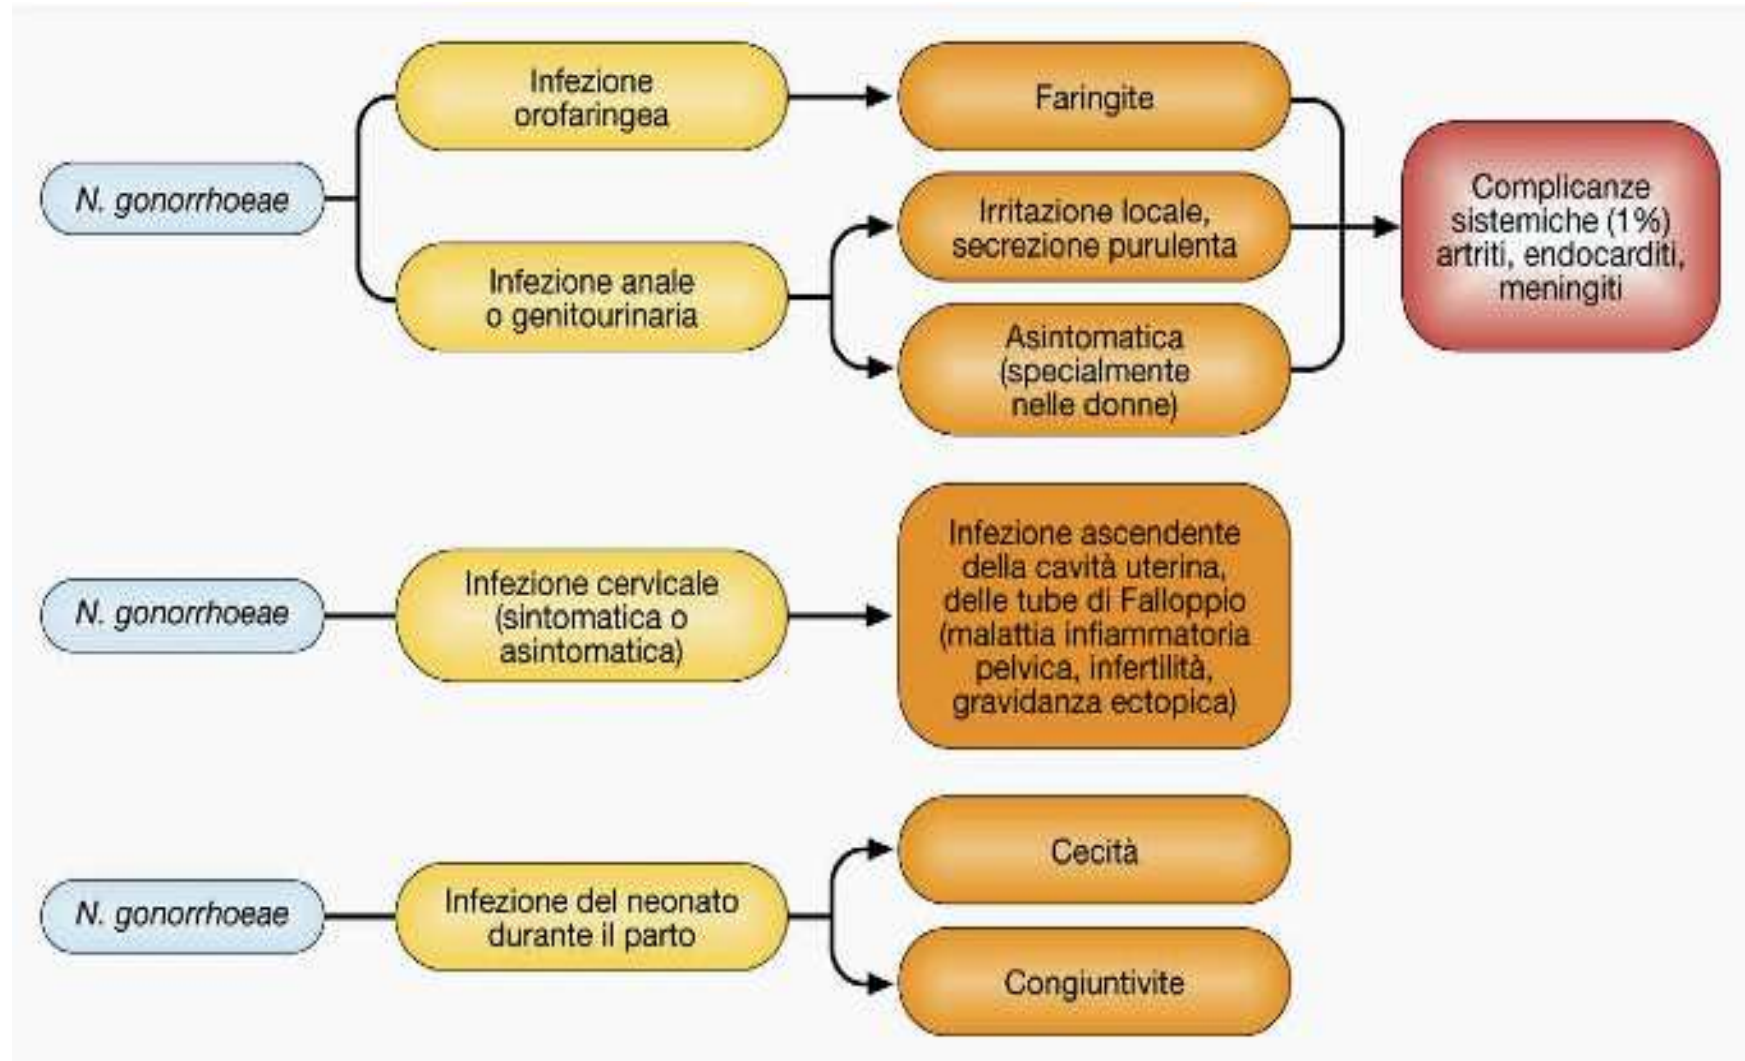 N. gonorrhoeae
Infezione
orofaringea
Faringite
Infezione anale
o genitourinaria
Irritazione locale,
secrezione purulenta
Asintomatica
(specialmente
nelle donne)
Complicanze
sistemiche (1%)
artriti, endocarditi,
meningiti
N. gonorrhoeae
Infezione cervicale
(sintomatica o
asintomatica)
Infezione ascendente
della cavità uterina,
delle tube di Falloppio
(malattia infiammatoria
pelvica, infertilità,
gravidanza ectopica)
N. gonorrhoeae
Infezione del neonato
durante il parto
Cecità
Congiuntivite